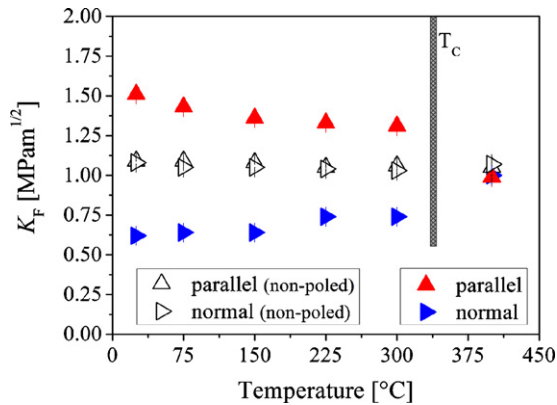 2.00
1.75
1.50
1.25
1.00
0.75
0.50
0.25
0.00
K_F [MPam^1/2]
T_C
parallel (non-poled)
normal (non-poled)
parallel
normal
0 75 150 225 300 375 450
Temperature [°C]